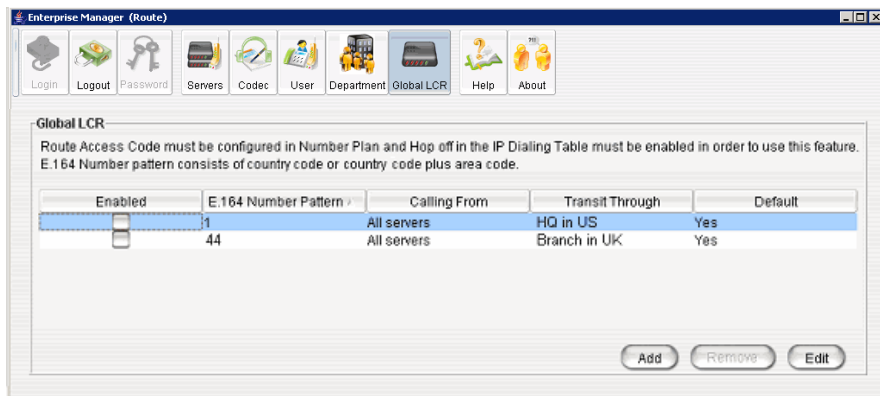 Enterprise Manager (Route)
Login Logout Password Servers Codec User Department Global LCR Help About
Global LCR
Route Access Code must be configured in Number Plan and Hop off in the IP Dialing Table must be enabled in order to use this feature.
E.164 Number pattern consists of country code or country code plus area code.
Enabled E.164 Number Pattern Calling From Transit Through Default
1 All servers HQ in US Yes
44 All servers Branch in UK Yes
Add Remove Edit